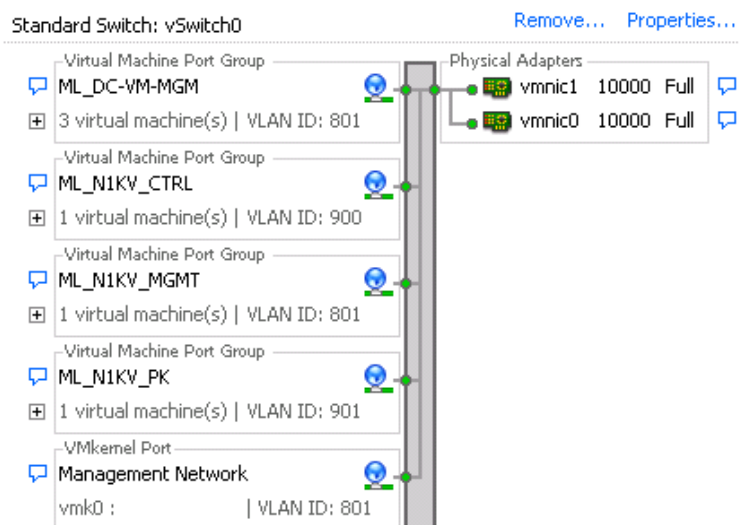 Standard Switch: vSwitch0 Remove... Properties...
Virtual Machine Port Group
ML_DC-VM-MGM
3 virtual machine(s) | VLAN ID: 801
Physical Adapters
vmnic1 10000 Full
vmnic0 10000 Full
Virtual Machine Port Group
ML_N1KV_CTRL
1 virtual machine(s) | VLAN ID: 900
Virtual Machine Port Group
ML_N1KV_MGMT
1 virtual machine(s) | VLAN ID: 801
Virtual Machine Port Group
ML_N1KV_PK
1 virtual machine(s) | VLAN ID: 901
VMkernel Port
Management Network
vmk0 : | VLAN ID: 801